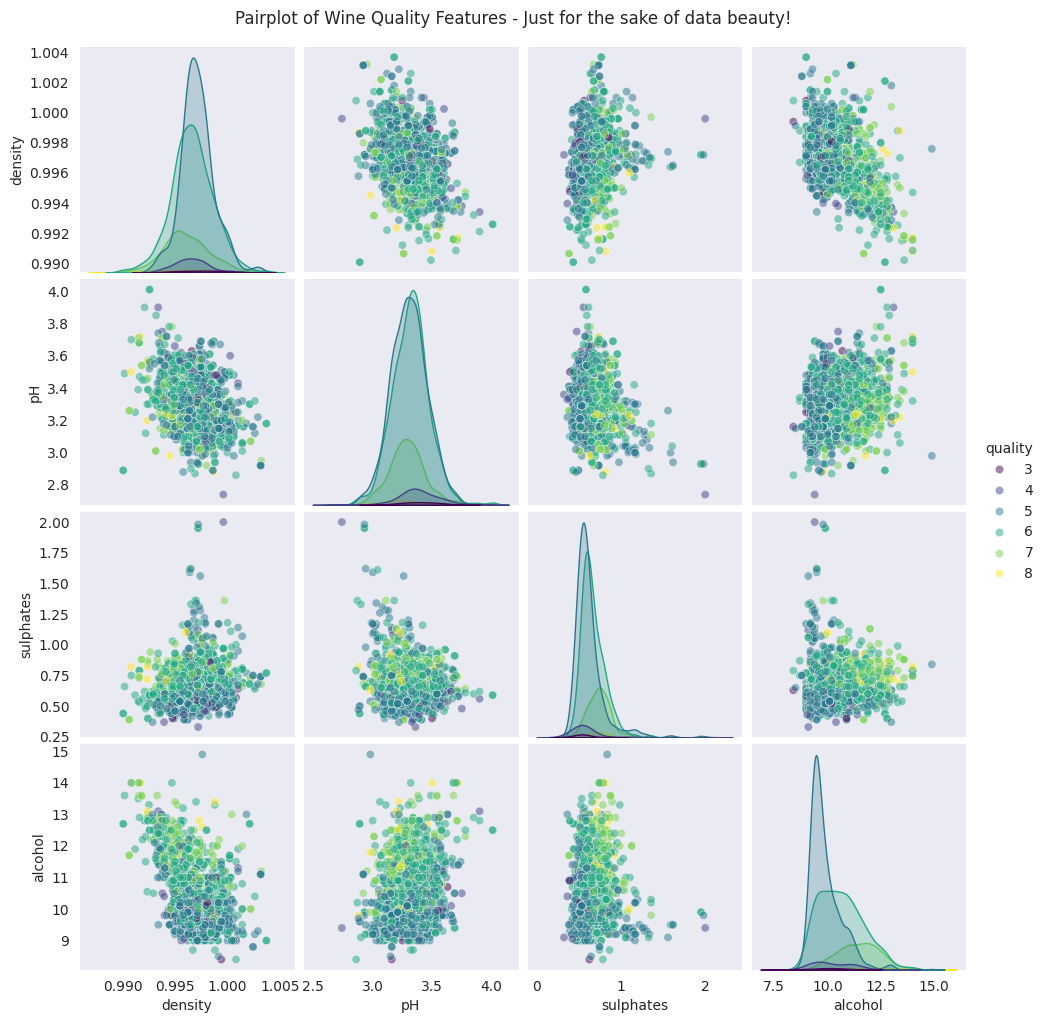 Pairplot of Wine Quality Features - Just for the sake of data beauty!
1.004
1.002
1.000
0.998
0.996
0.994
0.992
0.990
density
4.0
3.8
3.6
3.4
3.2
3.0
2.8
pH
2.00
1.75
1.50
1.25
1.00
0.75
0.50
0.25
sulphates
15
14
13
12
11
10
9
alcohol
0.990 0.995 1.000 1.005
density
2.5 3.0 3.5 4.0
pH
0 1 2
sulphates
7.5 10.0 12.5 15.0
alcohol
quality
3
4
5
6
7
8